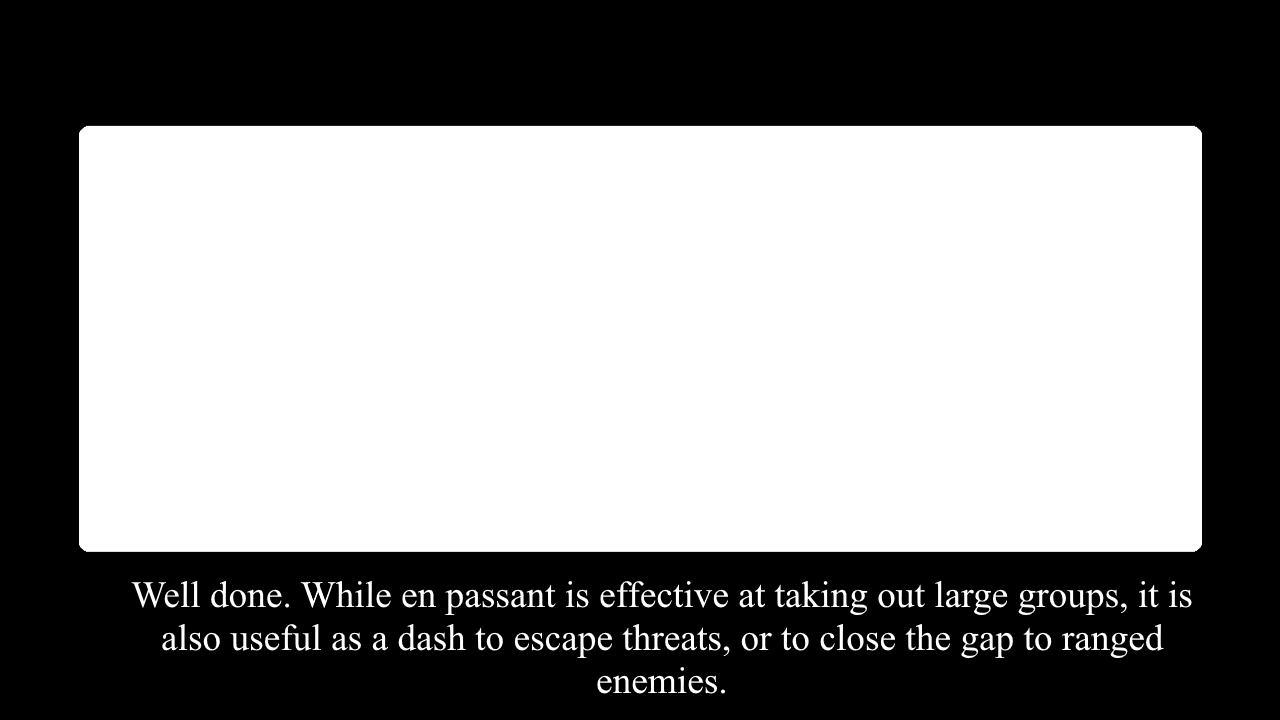 Well done. While en passant is effective at taking out large groups, it is
also useful as a dash to escape threats, or to close the gap to ranged
enemies.